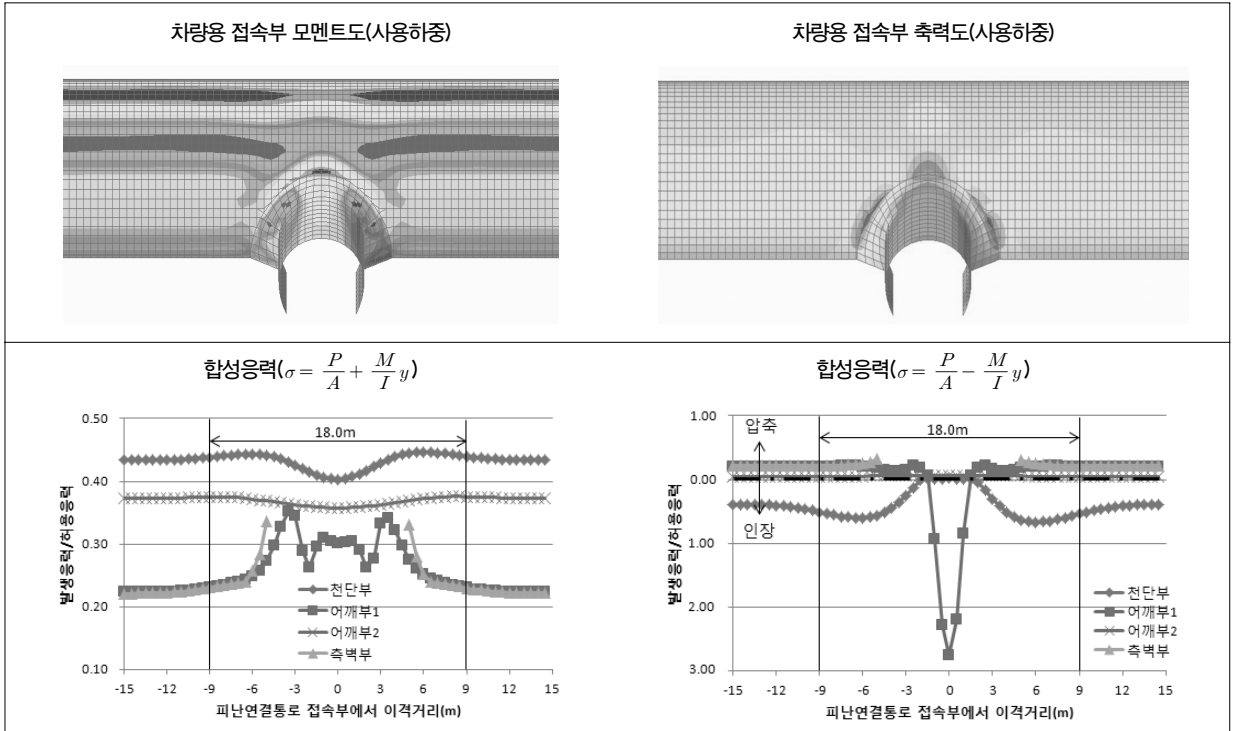 차량용 접속부 모멘트도(사용하중)
차량용 접속부 축력도(사용하중)
합성응력(σ = P/A + M/I y)
0.50
0.40
0.30
0.20
0.10
발생응력/허용응력
18.0m
천단부
어깨부1
어깨부2
측벽부
-15 -12 -9 -6 -3 0 3 6 9 12 15
피난연결통로 접속부에서 이격거리(m)
합성응력(σ = P/A − M/I y)
1.00
0.00
1.00
2.00
3.00
발생응력/허용응력
압축
인장
18.0m
천단부
어깨부1
어깨부2
측벽부
-15 -12 -9 -6 -3 0 3 6 9 12 15
피난연결통로 접속부에서 이격거리(m)